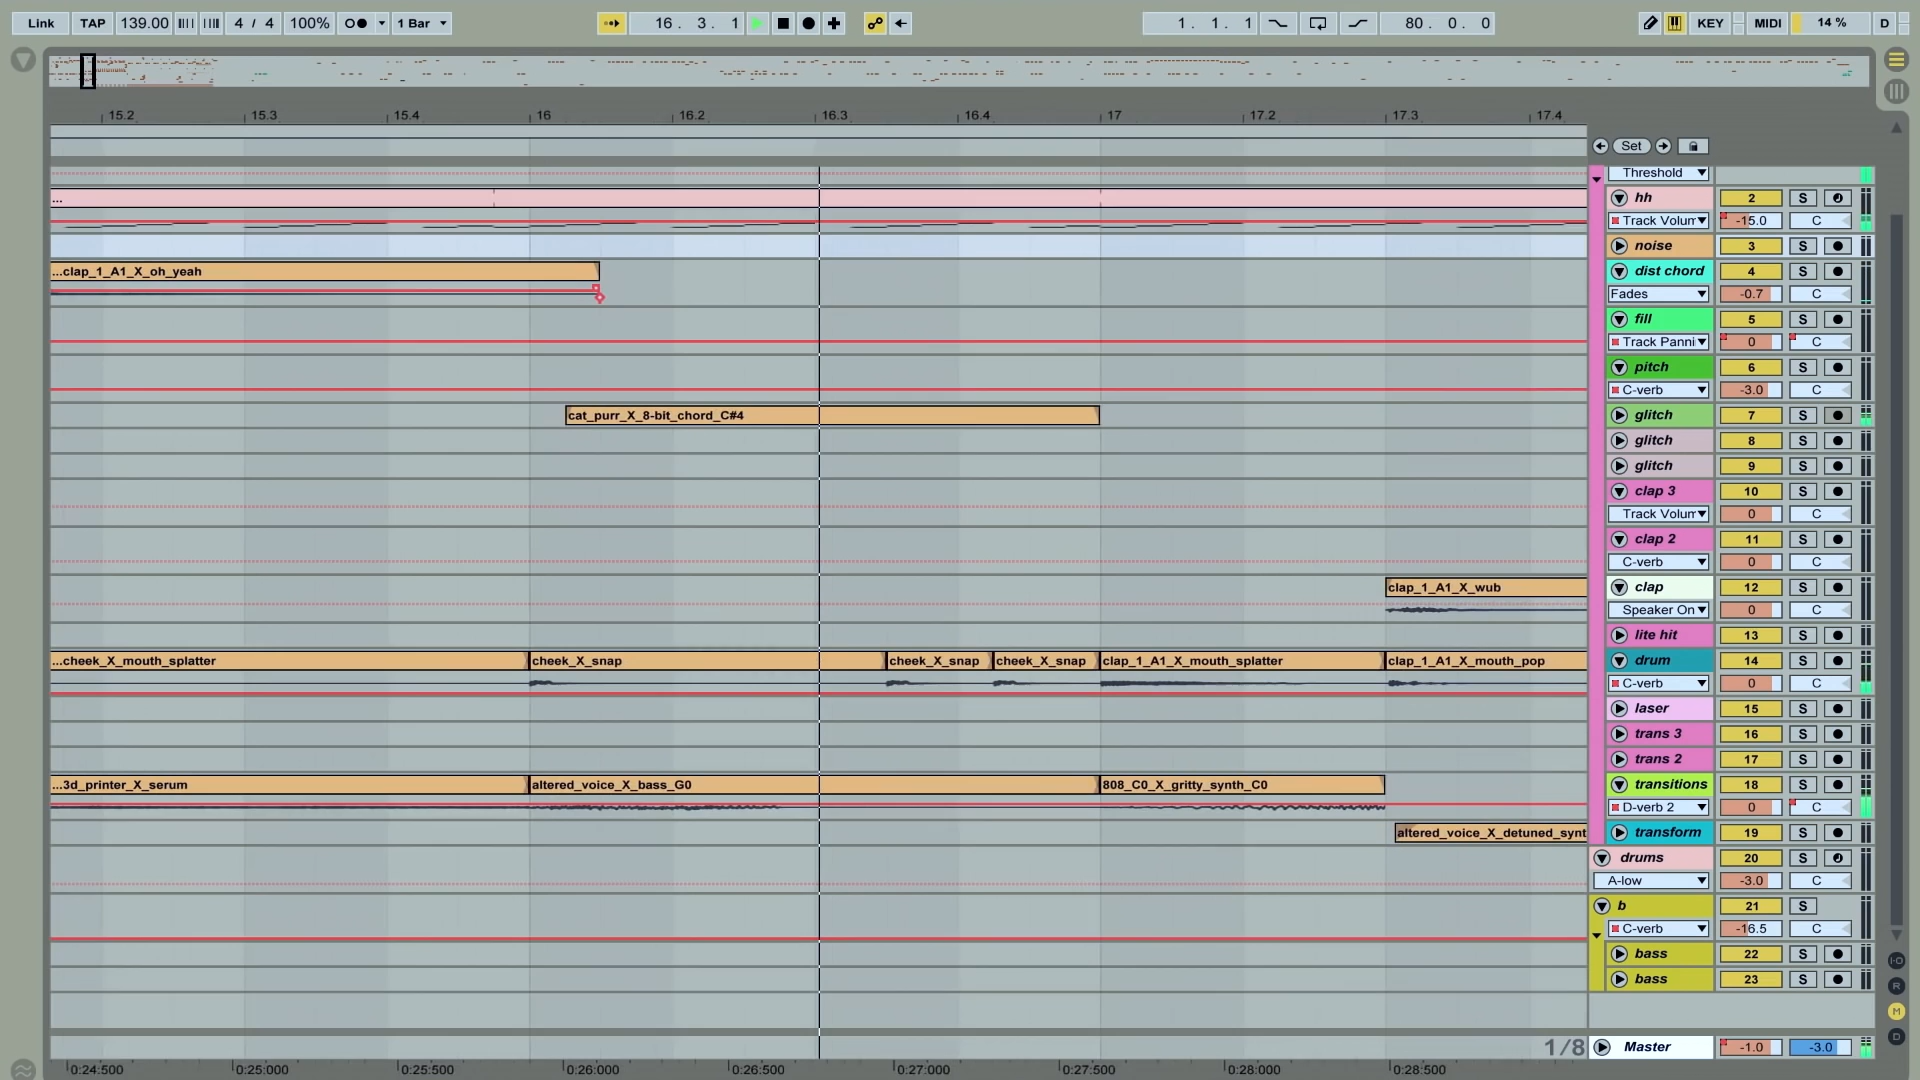 Link TAP 139.00 4 / 4 100% 1 Bar 16 . 3 . 1 1 . 1 . 1 80 . 0 . 0 KEY MIDI 14 % D
15.2 15.3 15.4 16 16.2 16.3 16.4 17 17.2 17.3 17.4
Set
Threshold
... hh 2 S
Track Volum -15.0 C
noise 3 S
...clap_1_A1_X_oh_yeah dist chord 4 S
Fades -0.7 C
fill 5 S
Track Panni 0 C
pitch 6 S
C-verb -3.0 C
cat_purr_X_8-bit_chord_C#4 glitch 7 S
glitch 8 S
glitch 9 S
clap 3 10 S
Track Volum 0 C
clap 2 11 S
C-verb 0 C
clap_1_A1_X_wub clap 12 S
Speaker On 0 C
lite hit 13 S
...cheek_X_mouth_splatter cheek_X_snap cheek_X_snap cheek_X_snap clap_1_A1_X_mouth_splatter clap_1_A1_X_mouth_pop drum 14 S
C-verb 0 C
laser 15 S
trans 3 16 S
trans 2 17 S
...3d_printer_X_serum altered_voice_X_bass_G0 808_C0_X_gritty_synth_C0 transitions 18 S
D-verb 2 0 C
altered_voice_X_detuned_synt transform 19 S
drums 20 S
A-low -3.0 C
b 21 S
C-verb -16.5 C
bass 22 S
I-O
bass 23 S
R
M
D
1/8 Master -1.0 -3.0
0:24:500 0:25:000 0:25:500 0:26:000 0:26:500 0:27:000 0:27:500 0:28:000 0:28:500